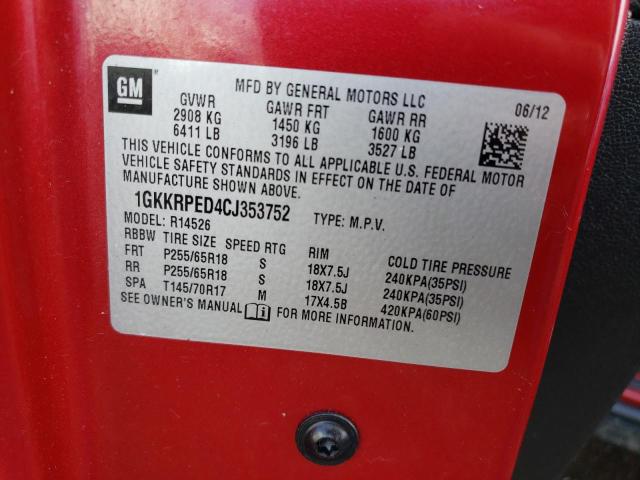 GM
MFD BY GENERAL MOTORS LLC
06/12
GVWR GAWR FRT GAWR RR
2908 KG 1450 KG 1600 KG
6411 LB 3196 LB 3527 LB
THIS VEHICLE CONFORMS TO ALL APPLICABLE U.S. FEDERAL MOTOR
VEHICLE SAFETY STANDARDS IN EFFECT ON THE DATE OF
MANUFACTURE SHOWN ABOVE.
1GKKRPED4CJ353752 TYPE: M.P.V.
MODEL: R14526
RBBW TIRE SIZE SPEED RTG RIM COLD TIRE PRESSURE
FRT P255/65R18 S 18X7.5J 240KPA(35PSI)
RR P255/65R18 S 18X7.5J 240KPA(35PSI)
SPA T145/70R17 M 17X4.5B 420KPA(60PSI)
SEE OWNER'S MANUAL FOR MORE INFORMATION.